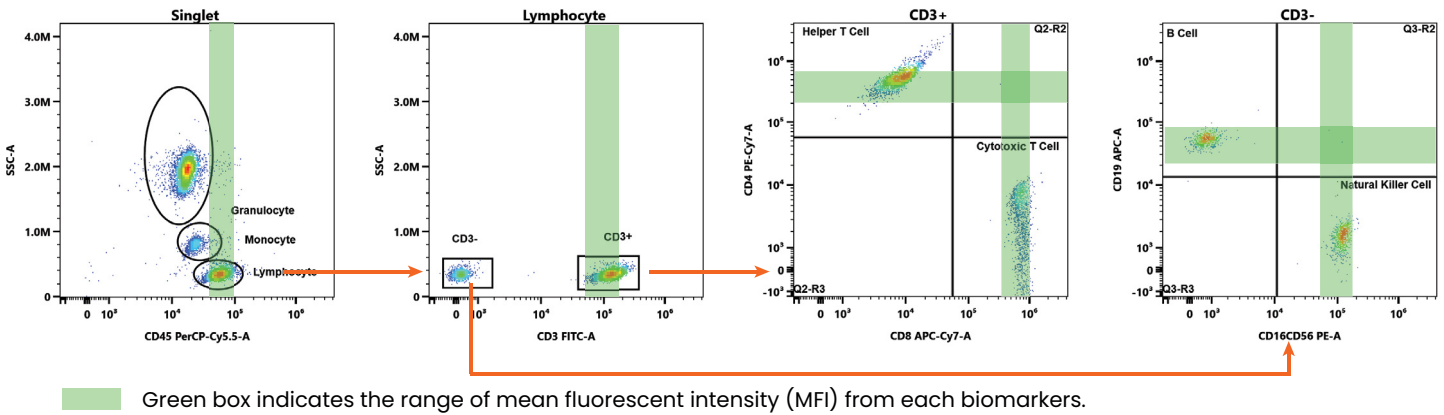 Singlet
SSC-A
4.0M
3.0M
2.0M
1.0M
0
Granulocyte
Monocyte
Lymphocyte
0 10³ 10⁴ 10⁵ 10⁶
CD45 PerCP-Cy5.5-A
Lymphocyte
SSC-A
4.0M
3.0M
2.0M
1.0M
0
CD3-
CD3+
0 10³ 10⁴ 10⁵ 10⁶
CD3 FITC-A
CD3+
CD4 PE-Cy7-A
Helper T Cell
Q2-R2
10⁶
10⁵
Cytotoxic T Cell
10⁴
10³
0
-10³
Q2-R3
0 10³ 10⁴ 10⁵ 10⁶
CD8 APC-Cy7-A
CD3-
CD19 APC-A
B Cell
Q3-R2
10⁶
10⁵
10⁴
Natural Killer Cell
10³
0
-10³
Q3-R3
0 10³ 10⁴ 10⁵ 10⁶
CD16CD56 PE-A
Green box indicates the range of mean fluorescent intensity (MFI) from each biomarkers.